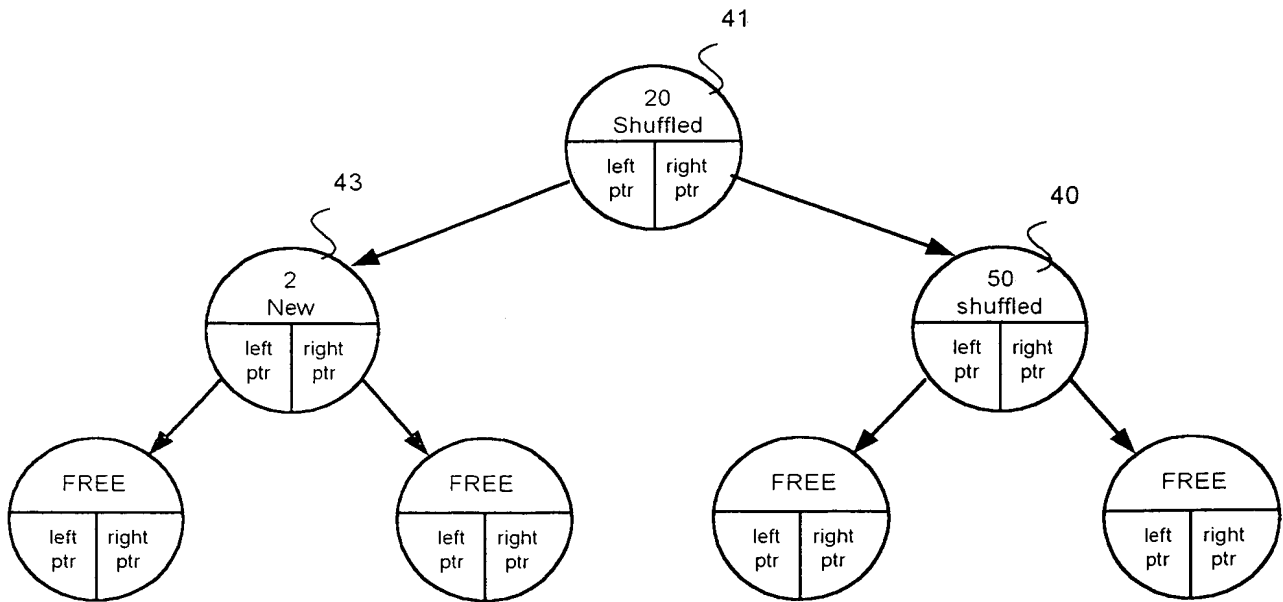 41
20
Shuffled
left right
ptr ptr
43
40
2
New
left right
ptr ptr
50
shuffled
left right
ptr ptr
FREE
left right
ptr ptr
FREE
left right
ptr ptr
FREE
left right
ptr ptr
FREE
left right
ptr ptr